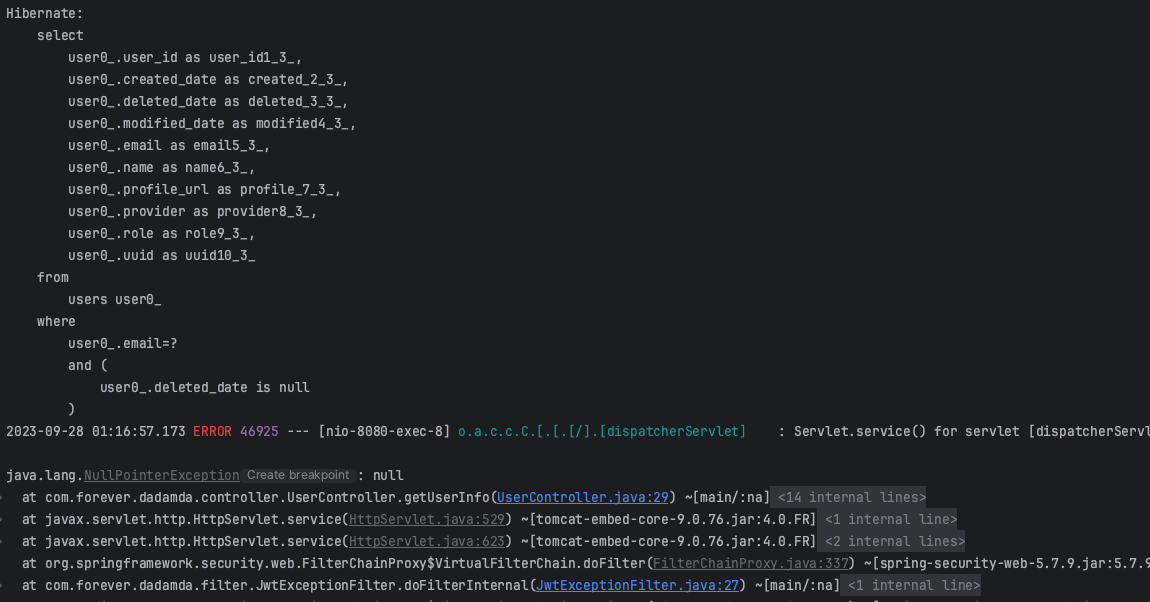 Hibernate:
    select
        user0_.user_id as user_id1_3_,
        user0_.created_date as created_2_3_,
        user0_.deleted_date as deleted_3_3_,
        user0_.modified_date as modified4_3_,
        user0_.email as email5_3_,
        user0_.name as name6_3_,
        user0_.profile_url as profile_7_3_,
        user0_.provider as provider8_3_,
        user0_.role as role9_3_,
        user0_.uuid as uuid10_3_
    from
        users user0_
    where
        user0_.email=?
        and (
            user0_.deleted_date is null
        )
2023-09-28 01:16:57.173 ERROR 46925 --- [nio-8080-exec-8] o.a.c.c.C.[.[.[/].[dispatcherServlet]    : Servlet.service() for servlet [dispatcherServl
java.lang.NullPointerException Create breakpoint : null
  at com.forever.dadamda.controller.UserController.getUserInfo(UserController.java:29) ~[main/:na] <14 internal lines>
  at javax.servlet.http.HttpServlet.service(HttpServlet.java:529) ~[tomcat-embed-core-9.0.76.jar:4.0.FR] <1 internal line>
  at javax.servlet.http.HttpServlet.service(HttpServlet.java:623) ~[tomcat-embed-core-9.0.76.jar:4.0.FR] <2 internal lines>
  at org.springframework.security.web.FilterChainProxy$VirtualFilterChain.doFilter(FilterChainProxy.java:337) ~[spring-security-web-5.7.9.jar:5.7.9
  at com.forever.dadamda.filter.JwtExceptionFilter.doFilterInternal(JwtExceptionFilter.java:27) ~[main/:na] <1 internal line>